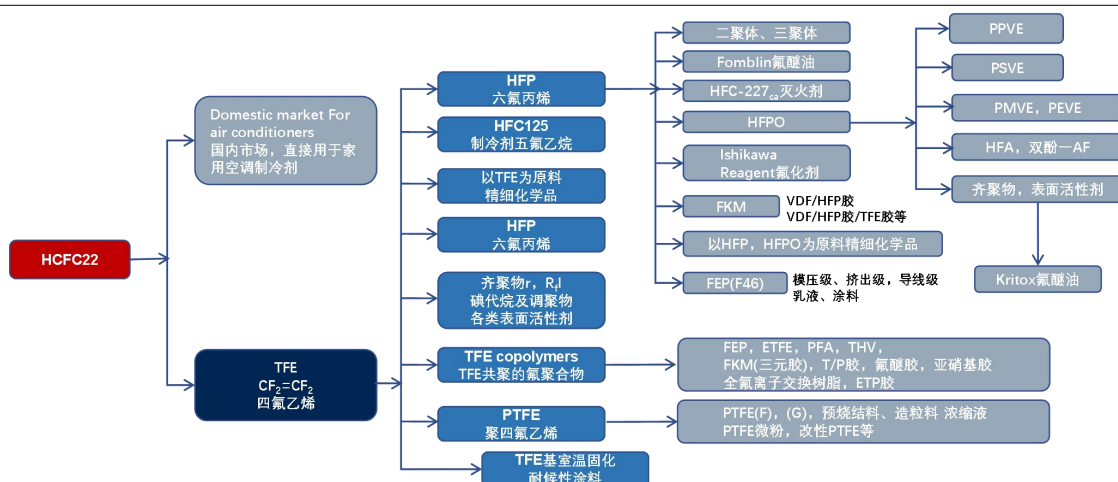 HCFC22
Domestic market For
air conditioners
国内市场，直接用于家
用空调制冷剂
TFE
CF₂=CF₂
四氟乙烯
HFP
六氟丙烯
HFC125
制冷剂五氟乙烷
以TFE为原料
精细化学品
HFP
六氟丙烯
齐聚物r，RfI
碘代烷及调聚物
各类表面活性剂
TFE copolymers
TFE共聚的氟聚合物
PTFE
聚四氟乙烯
TFE基室温固化
耐候性涂料
二聚体、三聚体
Fomblin氟醚油
HFC-227ca灭火剂
HFPO
Ishikawa
Reagent氟化剂
FKM
VDF/HFP胶
VDF/HFP胶/TFE胶等
以HFP，HFPO为原料精细化学品
FEP(F46)
模压级、挤出级，导线级
乳液、涂料
FEP，ETFE，PFA，THV，
FKM(三元胶)，T/P胶，氟醚胶，亚硝基胶
全氟离子交换树脂，ETP胶
PTFE(F)，(G)，预烧结料、造粒料 浓缩液
PTFE微粉，改性PTFE等
PPVE
PSVE
PMVE，PEVE
HFA，双酚一AF
齐聚物，表面活性剂
Kritox氟醚油